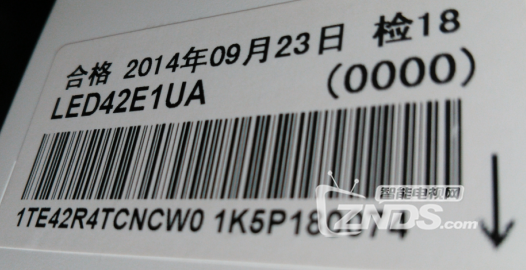 合格 2014年09月23日 检18
LED42E1UA (0000)
1TE42R4TCNCW0
智能电视网
ZNDS.com